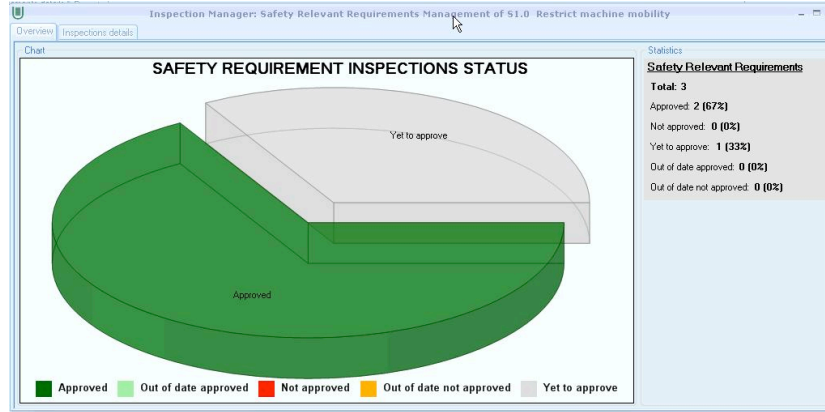 Inspection Manager: Safety Relevant Requirements Management of S1.0 Restrict machine mobility
Overview Inspections details
Chart
SAFETY REQUIREMENT INSPECTIONS STATUS
Yet to approve
Approved
Approved Out of date approved Not approved Out of date not approved Yet to approve
Statistics
Safety Relevant Requirements
Total: 3
Approved: 2 (67%)
Not approved: 0 (0%)
Yet to approve: 1 (33%)
Out of date approved: 0 (0%)
Out of date not approved: 0 (0%)